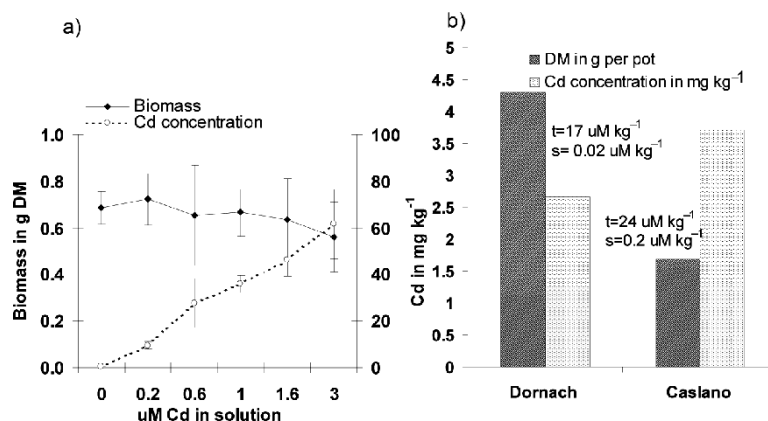 a)
Biomass
Cd concentration
1.0
0.8
0.6
0.4
0.2
0.0
Biomass in g DM
100
80
60
40
20
0
0 0.2 0.6 1 1.6 3
uM Cd in solution
b)
5
4.5
4
3.5
3
2.5
2
1.5
1
0.5
0
Cd in mg kg⁻¹
DM in g per pot
Cd concentration in mg kg⁻¹
t=17 uM kg⁻¹
s= 0.02 uM kg⁻¹
t=24 uM kg⁻¹
s=0.2 uM kg⁻¹
Dornach Caslano